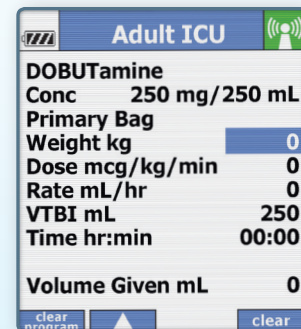 Adult ICU
DOBUTamine
Conc 250 mg/250 mL
Primary Bag
Weight kg 0
Dose mcg/kg/min 0
Rate mL/hr 0
VTBI mL 250
Time hr:min 00:00
Volume Given mL 0
clear program clear